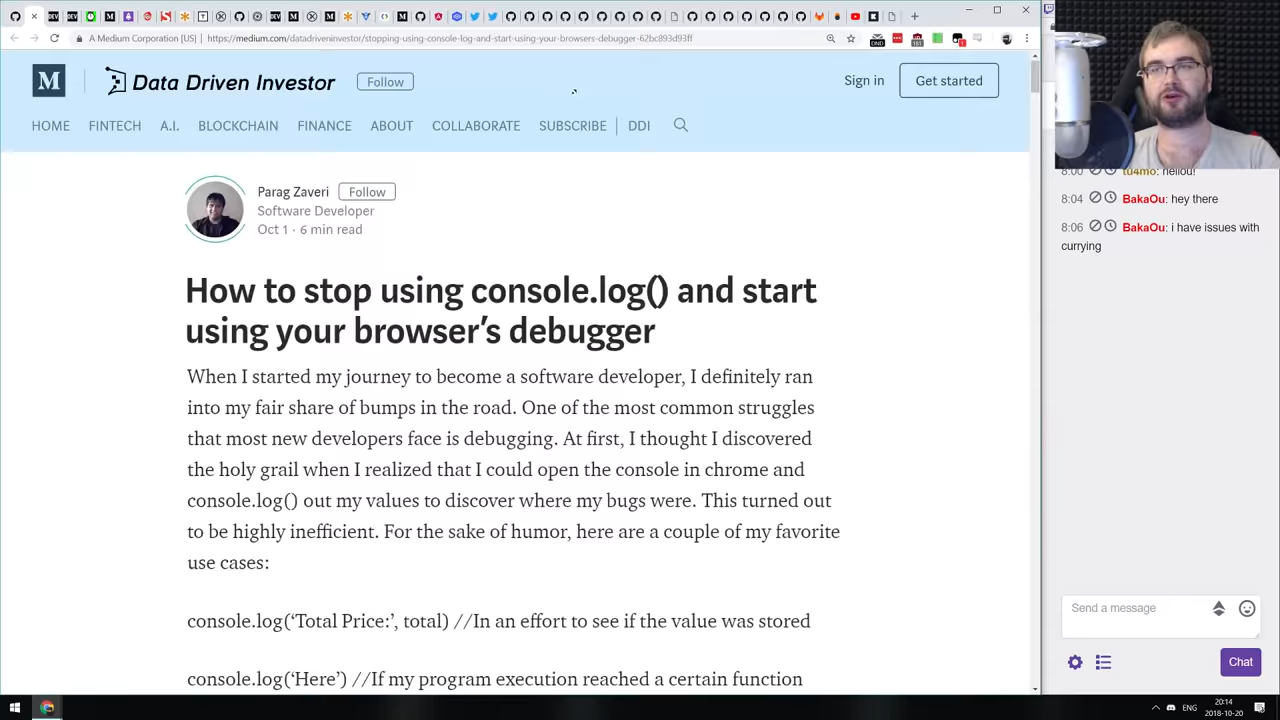 A Medium Corporation [US]
https://medium.com/datadriveninvestor/stopping-using-console-log-and-start-using-your-browsers-debugger-62bc893d93ff
M
Data Driven Investor
Follow
Sign in
Get started
HOME
FINTECH
A.I.
BLOCKCHAIN
FINANCE
ABOUT
COLLABORATE
SUBSCRIBE
DDI
Parag Zaveri
Follow
Software Developer
Oct 1 · 6 min read
How to stop using console.log() and start
using your browser’s debugger
When I started my journey to become a software developer, I definitely ran
into my fair share of bumps in the road. One of the most common struggles
that most new developers face is debugging. At first, I thought I discovered
the holy grail when I realized that I could open the console in chrome and
console.log() out my values to discover where my bugs were. This turned out
to be highly inefficient. For the sake of humor, here are a couple of my favorite
use cases:
console.log(‘Total Price:’, total) //In an effort to see if the value was stored
console.log(‘Here’) //If my program execution reached a certain function
8:00 tu4mo: hellou!
8:04 BakaOu: hey there
8:06 BakaOu: i have issues with
currying
Send a message
Chat
ENG
20:14
2018-10-20